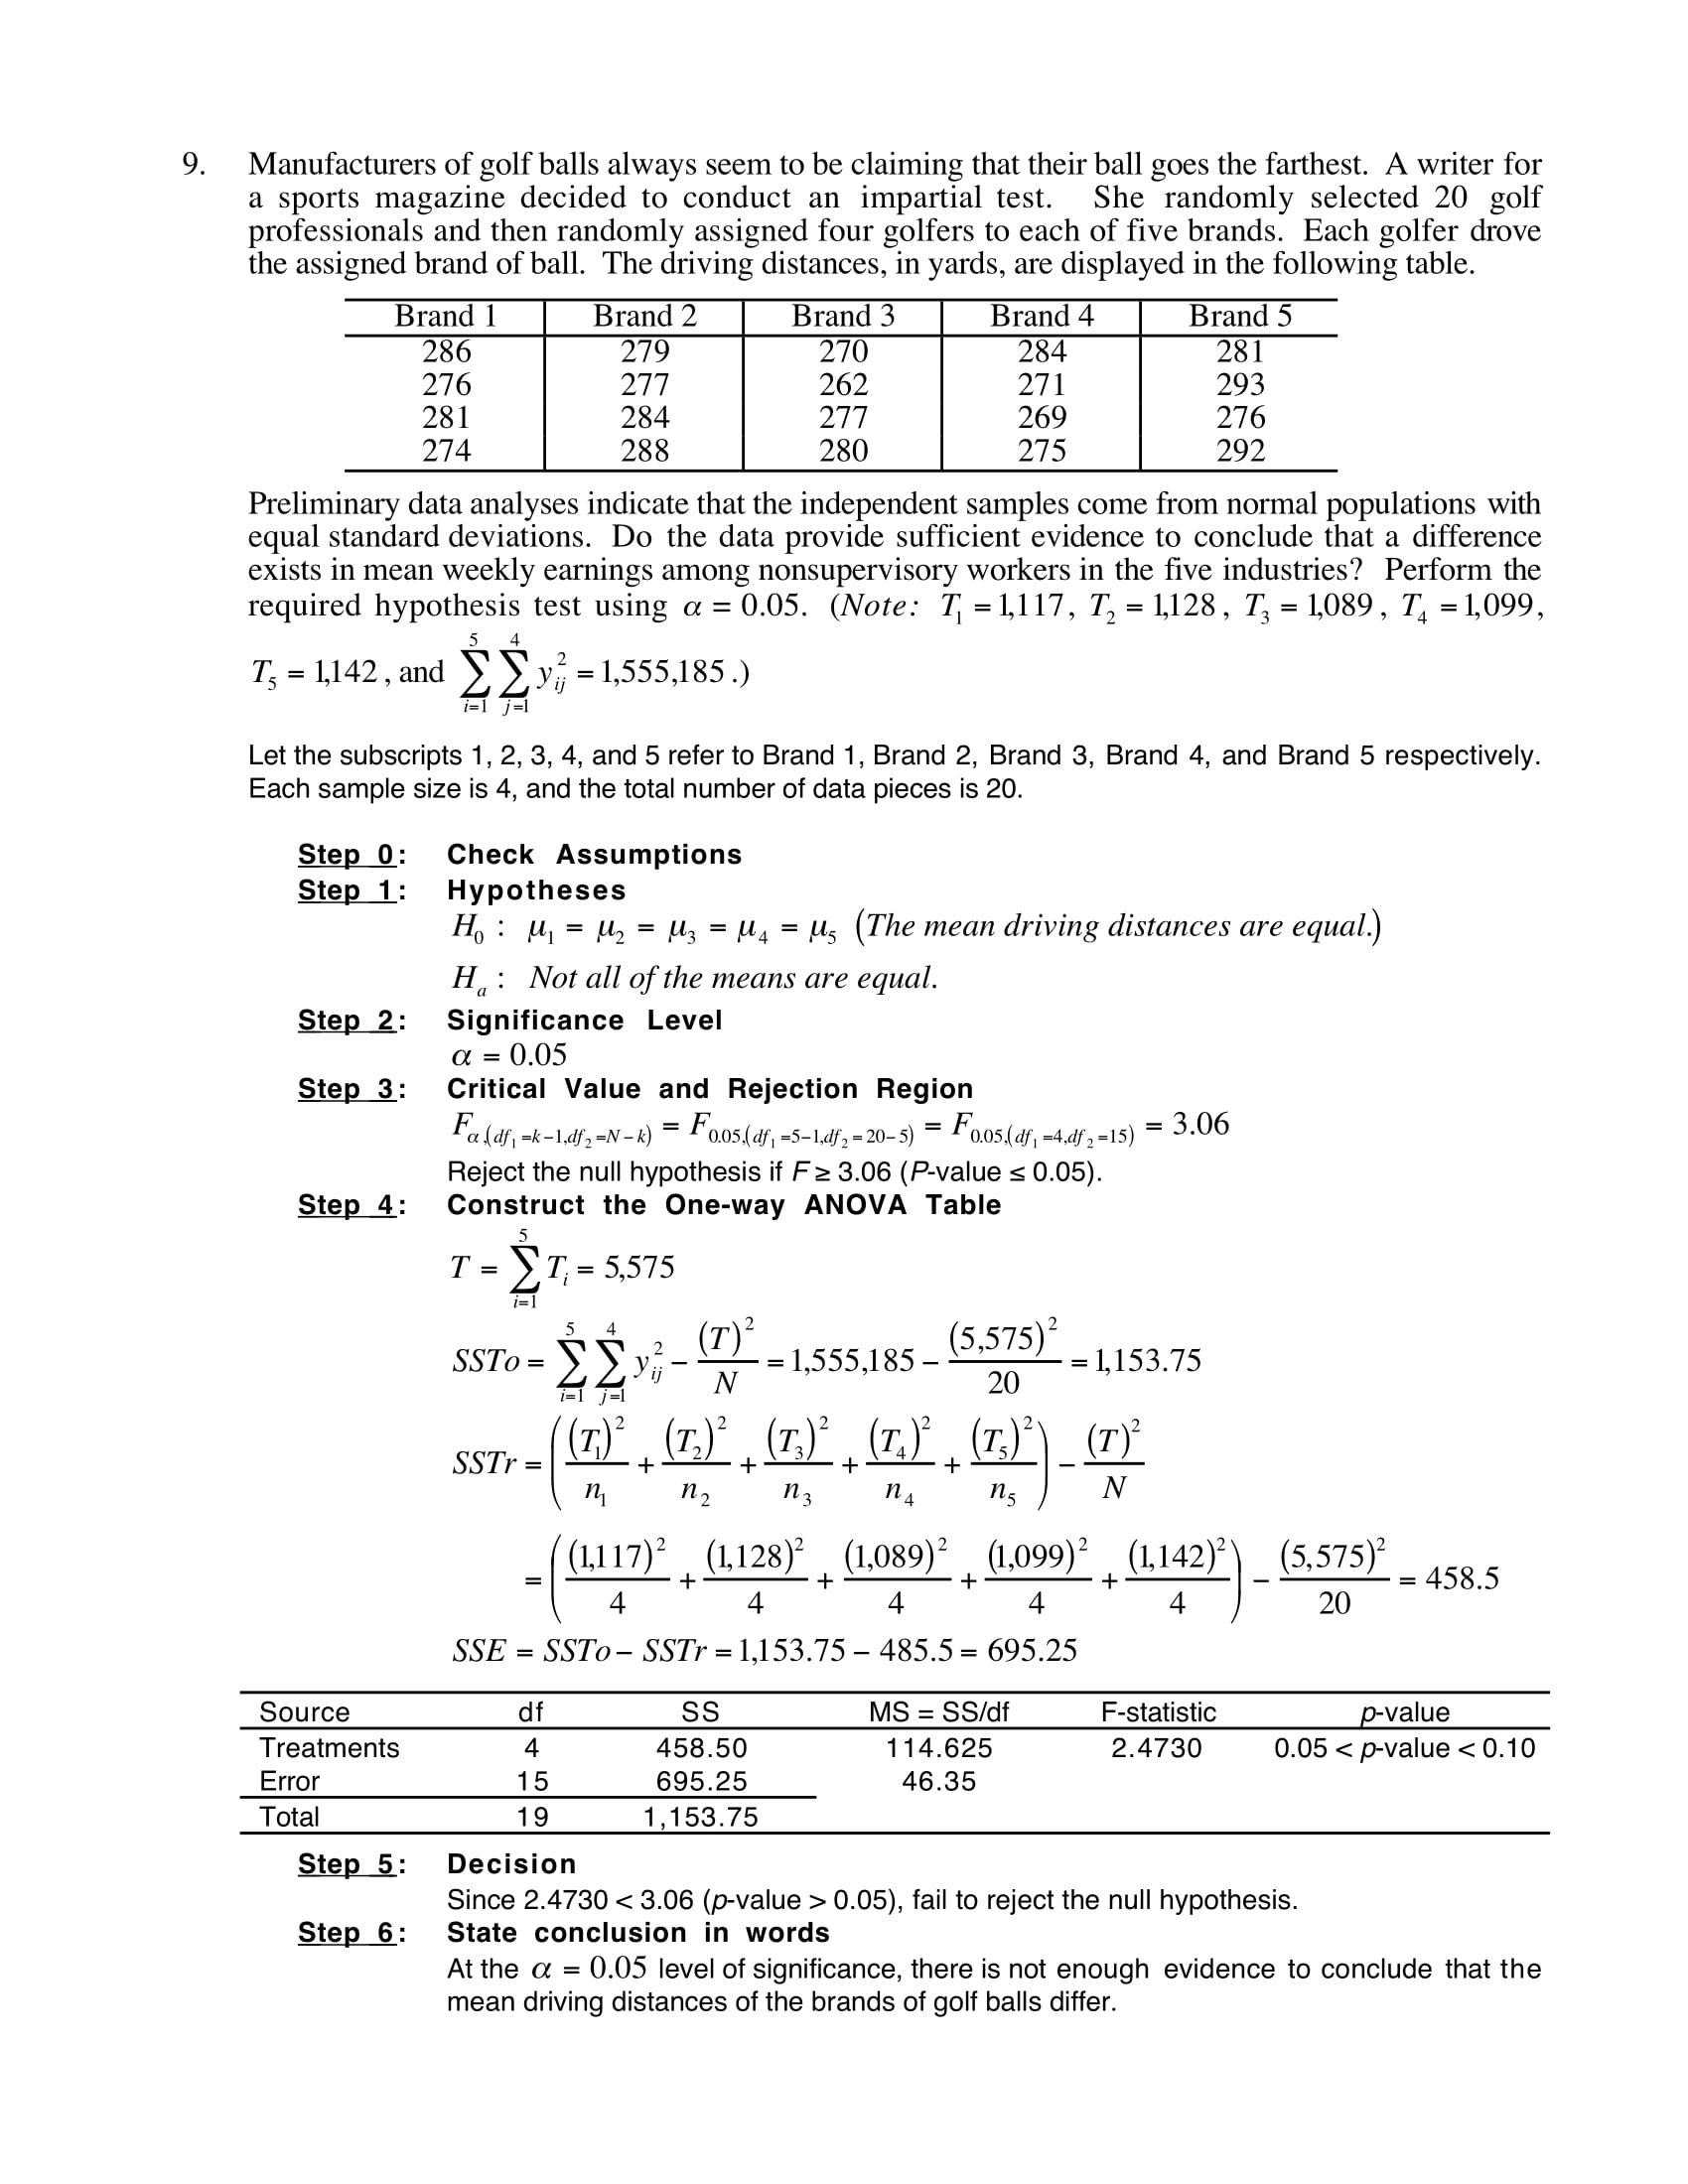 9. Manufacturers of golf balls always seem to be claiming that their ball goes the farthest. A writer for
a sports magazine decided to conduct an impartial test. She randomly selected 20 golf
professionals and then randomly assigned four golfers to each of five brands. Each golfer drove
the assigned brand of ball. The driving distances, in yards, are displayed in the following table.
Brand 1 Brand 2 Brand 3 Brand 4 Brand 5
286 279 270 284 281
276 277 262 271 293
281 284 277 269 276
274 288 280 275 292
Preliminary data analyses indicate that the independent samples come from normal populations with
equal standard deviations. Do the data provide sufficient evidence to conclude that a difference
exists in mean weekly earnings among nonsupervisory workers in the five industries? Perform the
required hypothesis test using α = 0.05. (Note: T₁ = 1,117, T₂ = 1,128, T₃ = 1,089, T₄ = 1,099,
T₅ = 1,142, and ∑_{i=1}^{5} ∑_{j=1}^{4} y_{ij}^2 = 1,555,185.)
Let the subscripts 1, 2, 3, 4, and 5 refer to Brand 1, Brand 2, Brand 3, Brand 4, and Brand 5 respectively.
Each sample size is 4, and the total number of data pieces is 20.
Step 0: Check Assumptions
Step 1: Hypotheses
H₀ : μ₁ = μ₂ = μ₃ = μ₄ = μ₅ (The mean driving distances are equal.)
Hₐ : Not all of the means are equal.
Step 2: Significance Level
α = 0.05
Step 3: Critical Value and Rejection Region
F_{α,(df₁=k−1,df₂=N−k)} = F_{0.05,(df₁=5−1,df₂=20−5)} = F_{0.05,(df₁=4,df₂=15)} = 3.06
Reject the null hypothesis if F ≥ 3.06 (P-value ≤ 0.05).
Step 4: Construct the One-way ANOVA Table
T = ∑_{i=1}^{5} T_i = 5,575
SSTo = ∑_{i=1}^{5} ∑_{j=1}^{4} y_{ij}^2 − (T)²/N = 1,555,185 − (5,575)²/20 = 1,153.75
SSTr = ((T₁)²/n₁ + (T₂)²/n₂ + (T₃)²/n₃ + (T₄)²/n₄ + (T₅)²/n₅) − (T)²/N
= ((1,117)²/4 + (1,128)²/4 + (1,089)²/4 + (1,099)²/4 + (1,142)²/4) − (5,575)²/20 = 458.5
SSE = SSTo − SSTr = 1,153.75 − 485.5 = 695.25
Source df SS MS = SS/df F-statistic p-value
Treatments 4 458.50 114.625 2.4730 0.05 < p-value < 0.10
Error 15 695.25 46.35
Total 19 1,153.75
Step 5: Decision
Since 2.4730 < 3.06 (p-value > 0.05), fail to reject the null hypothesis.
Step 6: State conclusion in words
At the α = 0.05 level of significance, there is not enough evidence to conclude that the
mean driving distances of the brands of golf balls differ.